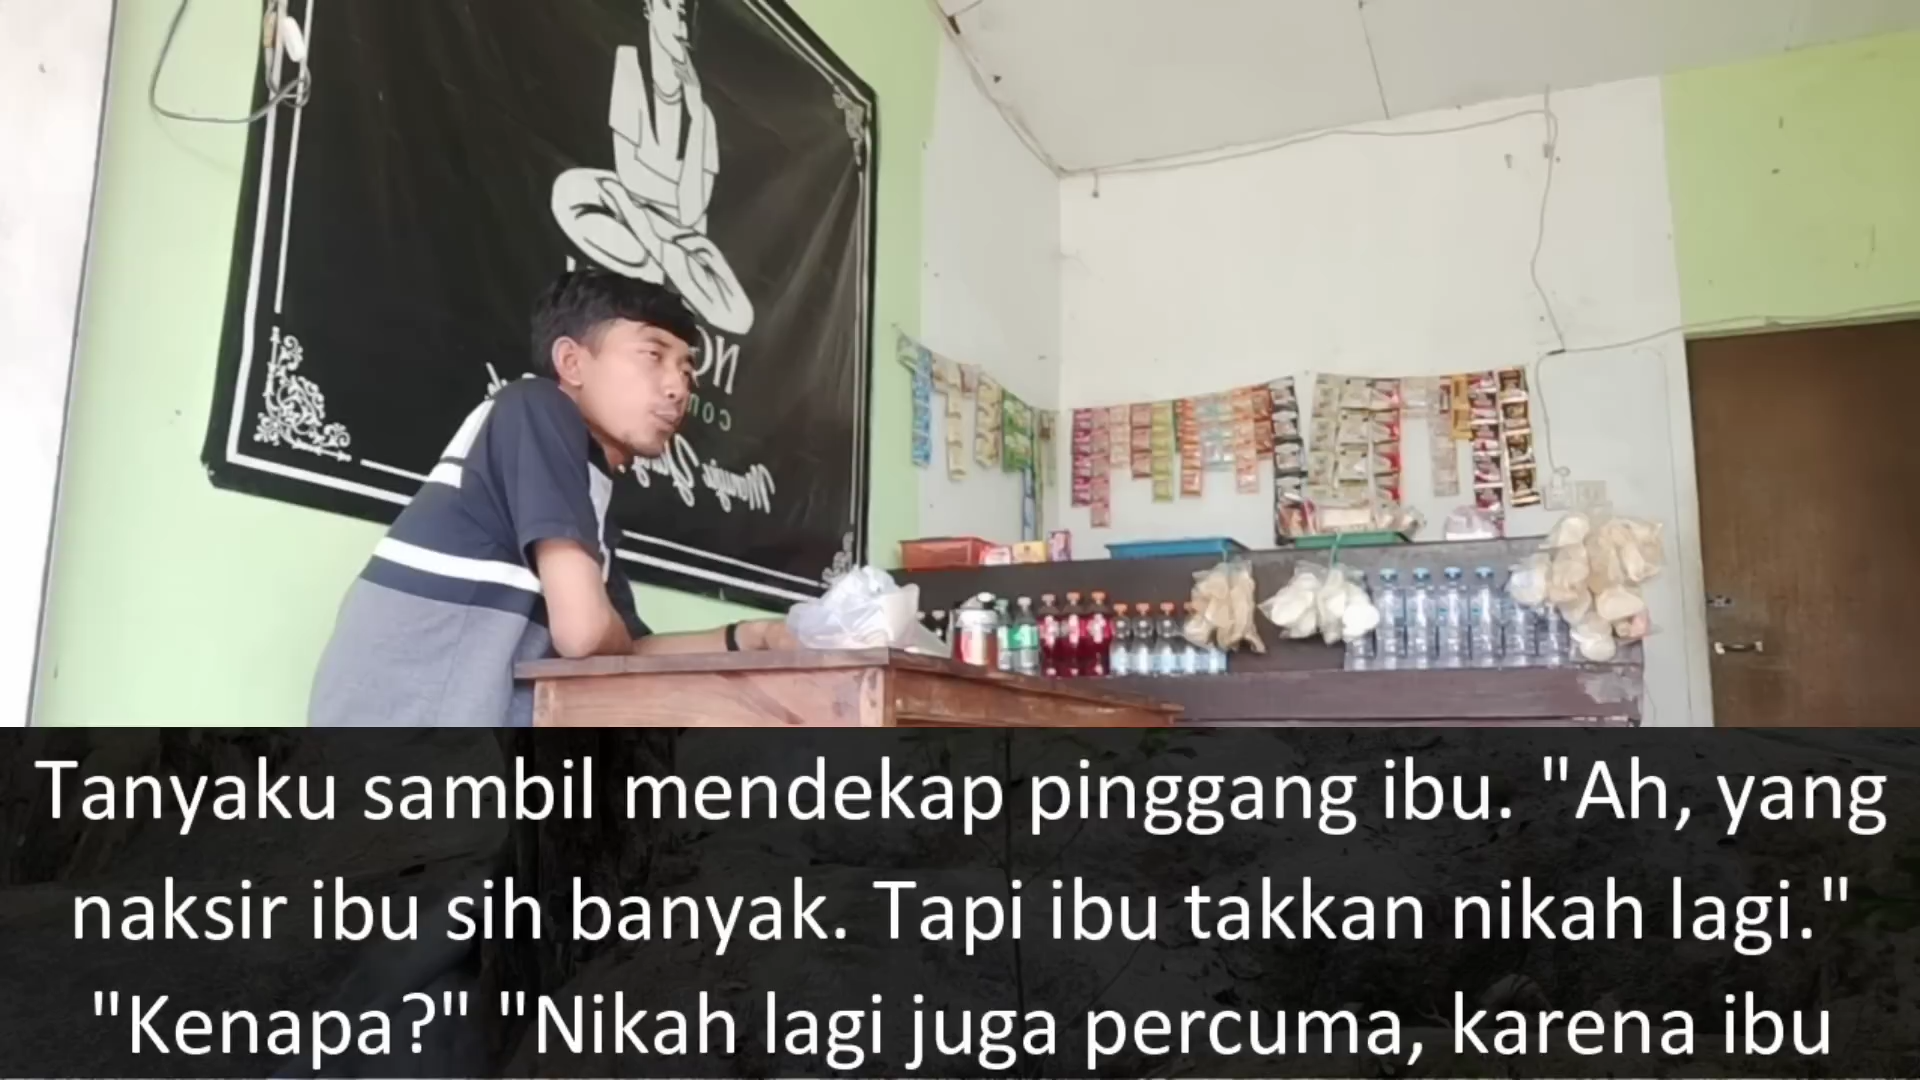 Tanyaku sambil mendekap pinggang ibu. "Ah, yang
naksir ibu sih banyak. Tapi ibu takkan nikah lagi."
"Kenapa?" "Nikah lagi juga percuma, karena ibu